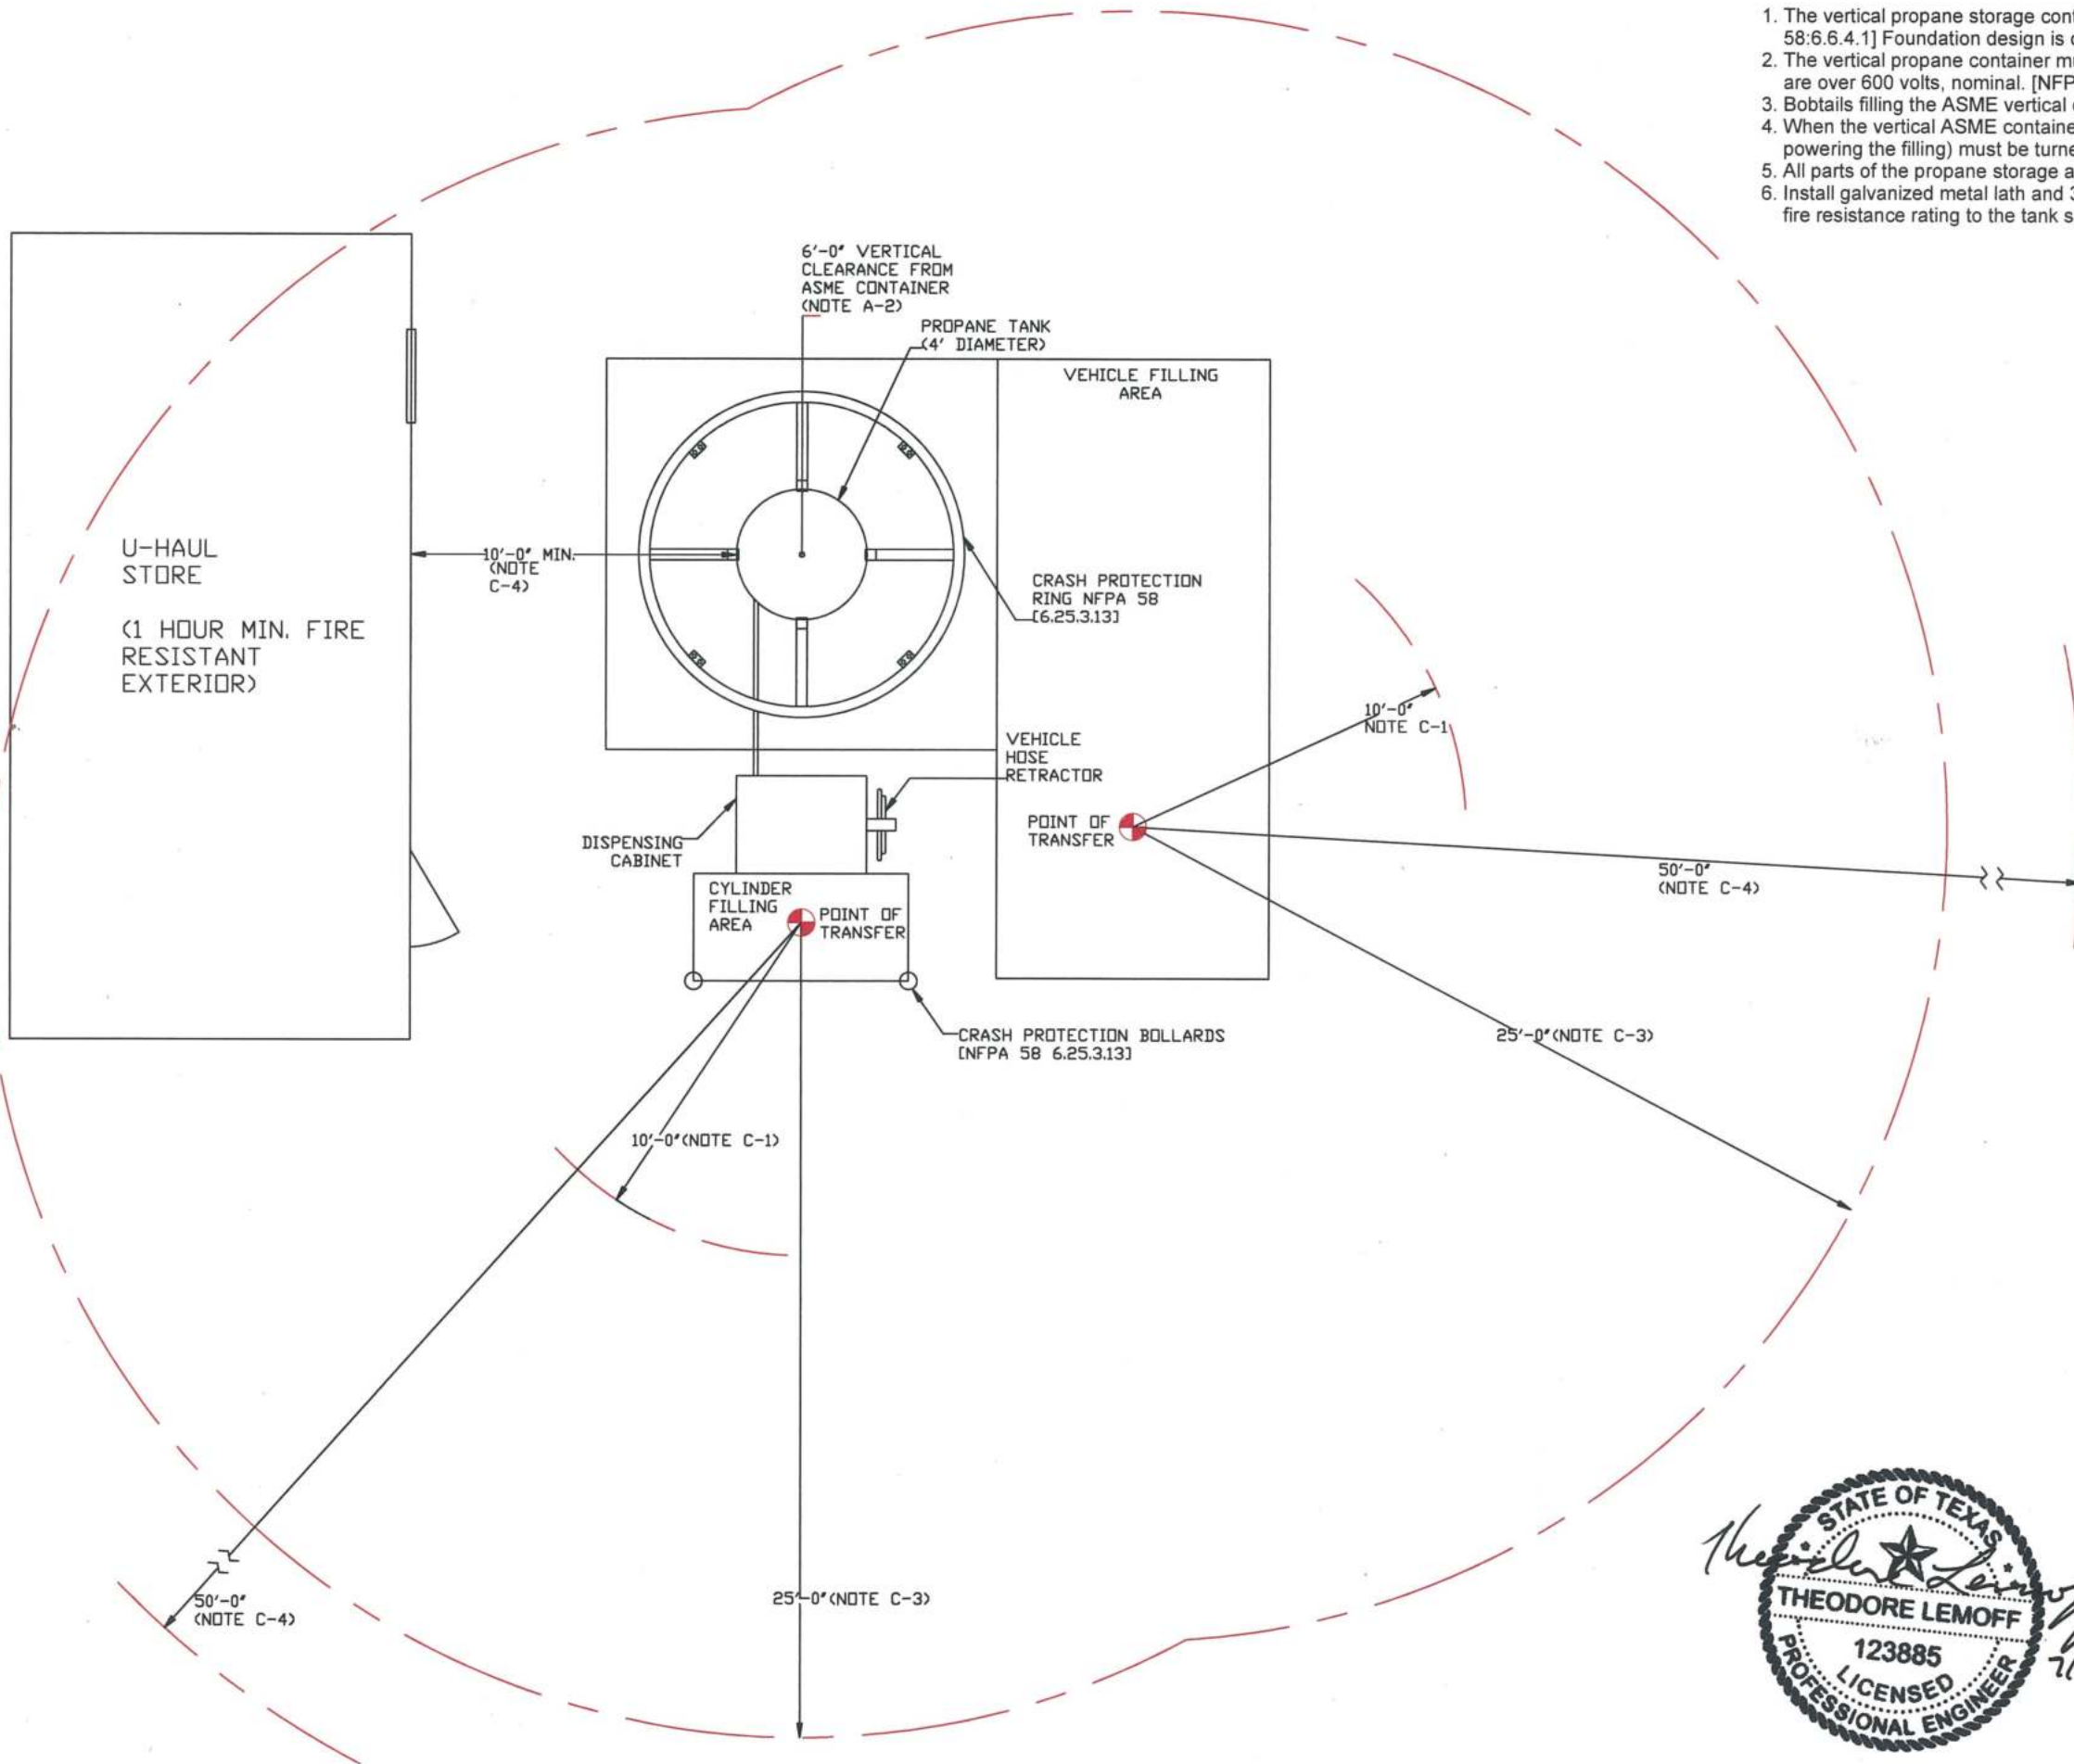 1. The vertical propane storage
58:6.6.4.1] Foundation design is
2. The vertical propane container
are over 600 volts, nominal.
3. Bobtails filling the ASME vertical
4. When the vertical ASME
powering the filling) must be
5. All parts of the propane storage
6. Install galvanized metal lath and
fire resistance rating to the tank
6'-0" VERTICAL
CLEARANCE FROM
ASME CONTAINER
(NOTE A-2)
PROPANE TANK
(4' DIAMETER)
VEHICLE FILLING
AREA
U-HAUL
STORE
(1 HOUR MIN. FIRE
RESISTANT
EXTERIOR)
10'-0" MIN.
(NOTE
C-4)
CRASH PROTECTION
RING NFPA 58
[6.25.3.13]
10'-0"
NOTE C-1
VEHICLE
HOSE
RETRACTOR
DISPENSING
CABINET
POINT OF
TRANSFER
50'-0"
(NOTE C-4)
CYLINDER
FILLING
AREA
POINT OF
TRANSFER
CRASH PROTECTION BOLLARDS
[NFPA 58 6.25.3.13]
25'-0"(NOTE C-3)
10'-0"(NOTE C-1)
50'-0"
(NOTE C-4)
25'-0"(NOTE C-3)
STATE OF TEXAS
Theodore Lemoff
THEODORE LEMOFF
123885
LICENSED
PROFESSIONAL ENGINEER